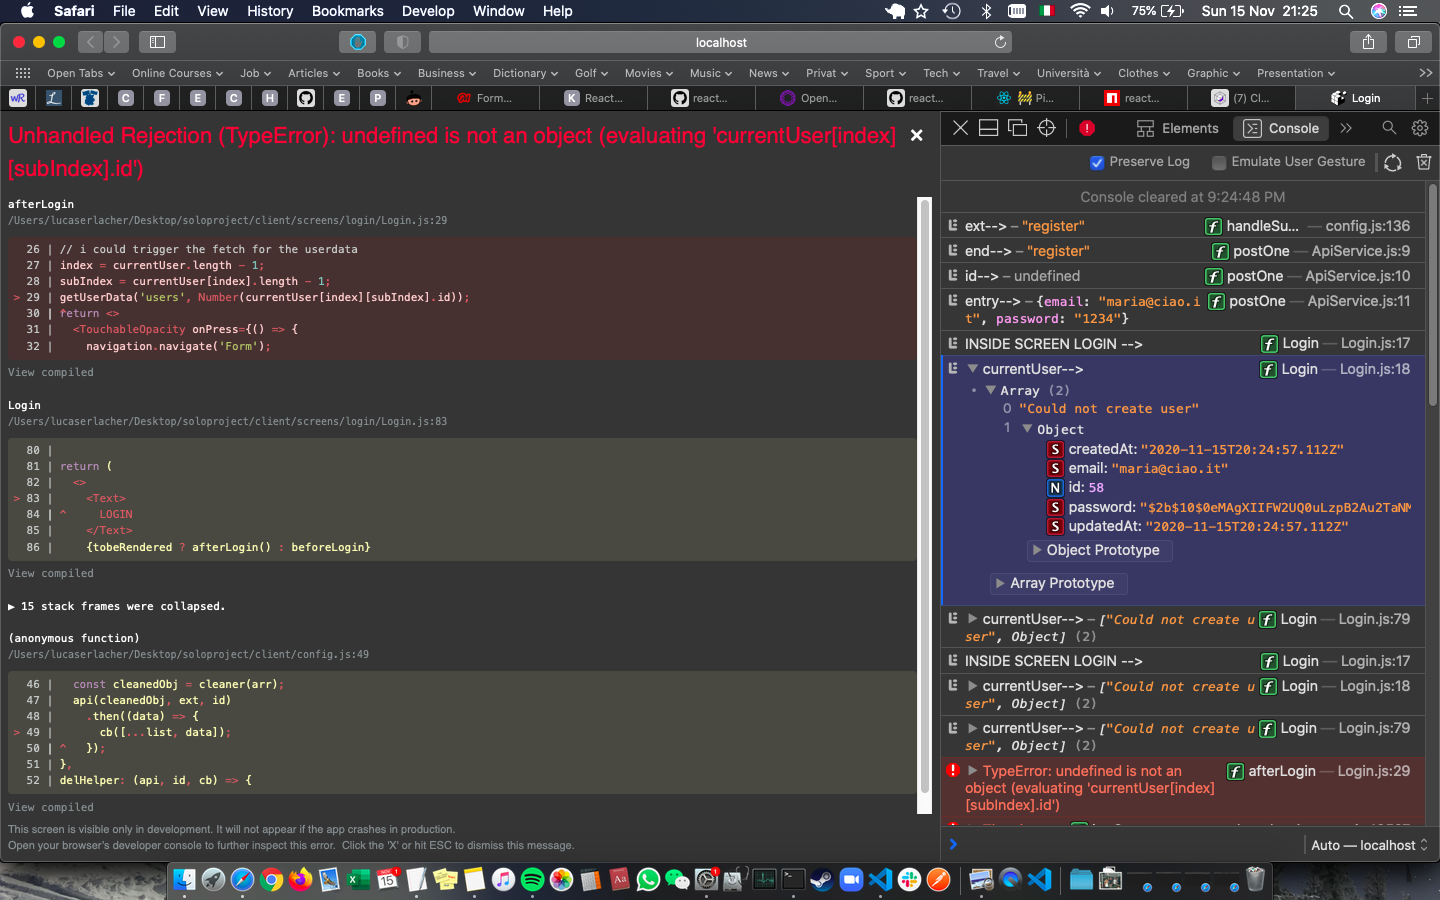 Safari File Edit View History Bookmarks Develop Window Help 75% Sun 15 Nov 21:25
localhost
Open Tabs Online Courses Job Articles Books Business Dictionary Golf Movies Music News Privat Sport Tech Travel Università Clothes Graphic Presentation
wR L C F E C H E P Form... K React... react... Open... react... Pi... react... (7) Cl... Login
Unhandled Rejection (TypeError): undefined is not an object (evaluating 'currentUser[index]
[subIndex].id')
afterLogin
/Users/lucaserlacher/Desktop/soloproject/client/screens/login/Login.js:29
26 | // i could trigger the fetch for the userdata
27 | index = currentUser.length - 1;
28 | subIndex = currentUser[index].length - 1;
> 29 | getUserData('users', Number(currentUser[index][subIndex].id));
30 | return <>
31 | <TouchableOpacity onPress={() => {
32 | navigation.navigate('Form');
View compiled
Login
/Users/lucaserlacher/Desktop/soloproject/client/screens/login/Login.js:83
80 |
81 | return (
82 | <>
> 83 | <Text>
84 | ^ LOGIN
85 | </Text>
86 | {tobeRendered ? afterLogin() : beforeLogin}
View compiled
▶ 15 stack frames were collapsed.
(anonymous function)
/Users/lucaserlacher/Desktop/soloproject/client/config.js:49
46 | const cleanedObj = cleaner(arr);
47 | api(cleanedObj, ext, id)
48 | .then((data) => {
> 49 | cb([...list, data]);
50 | ^ });
51 | },
52 | delHelper: (api, id, cb) => {
View compiled
This screen is visible only in development. It will not appear if the app crashes in production.
Open your browser's developer console to further inspect this error. Click the 'X' or hit ESC to dismiss this message.
Elements Console
Preserve Log Emulate User Gesture
Console cleared at 9:24:48 PM
ext--> – "register" f handleSu... — config.js:136
end--> – "register" f postOne — ApiService.js:9
id--> – undefined f postOne — ApiService.js:10
entry--> – {email: "maria@ciao.i f postOne — ApiService.js:11
t", password: "1234"}
INSIDE SCREEN LOGIN --> f Login — Login.js:17
currentUser--> f Login — Login.js:18
Array (2)
0 "Could not create user"
1 Object
S createdAt: "2020-11-15T20:24:57.112Z"
S email: "maria@ciao.it"
N id: 58
S password: "$2b$10$0eMAgXIIFW2UQ0uLzpB2Au2TaNM
S updatedAt: "2020-11-15T20:24:57.112Z"
Object Prototype
Array Prototype
currentUser--> – ["Could not create u f Login — Login.js:79
ser", Object] (2)
INSIDE SCREEN LOGIN --> f Login — Login.js:17
currentUser--> – ["Could not create u f Login — Login.js:18
ser", Object] (2)
currentUser--> – ["Could not create u f Login — Login.js:79
ser", Object] (2)
TypeError: undefined is not an f afterLogin — Login.js:29
object (evaluating 'currentUser[index]
[subIndex].id')
Auto — localhost